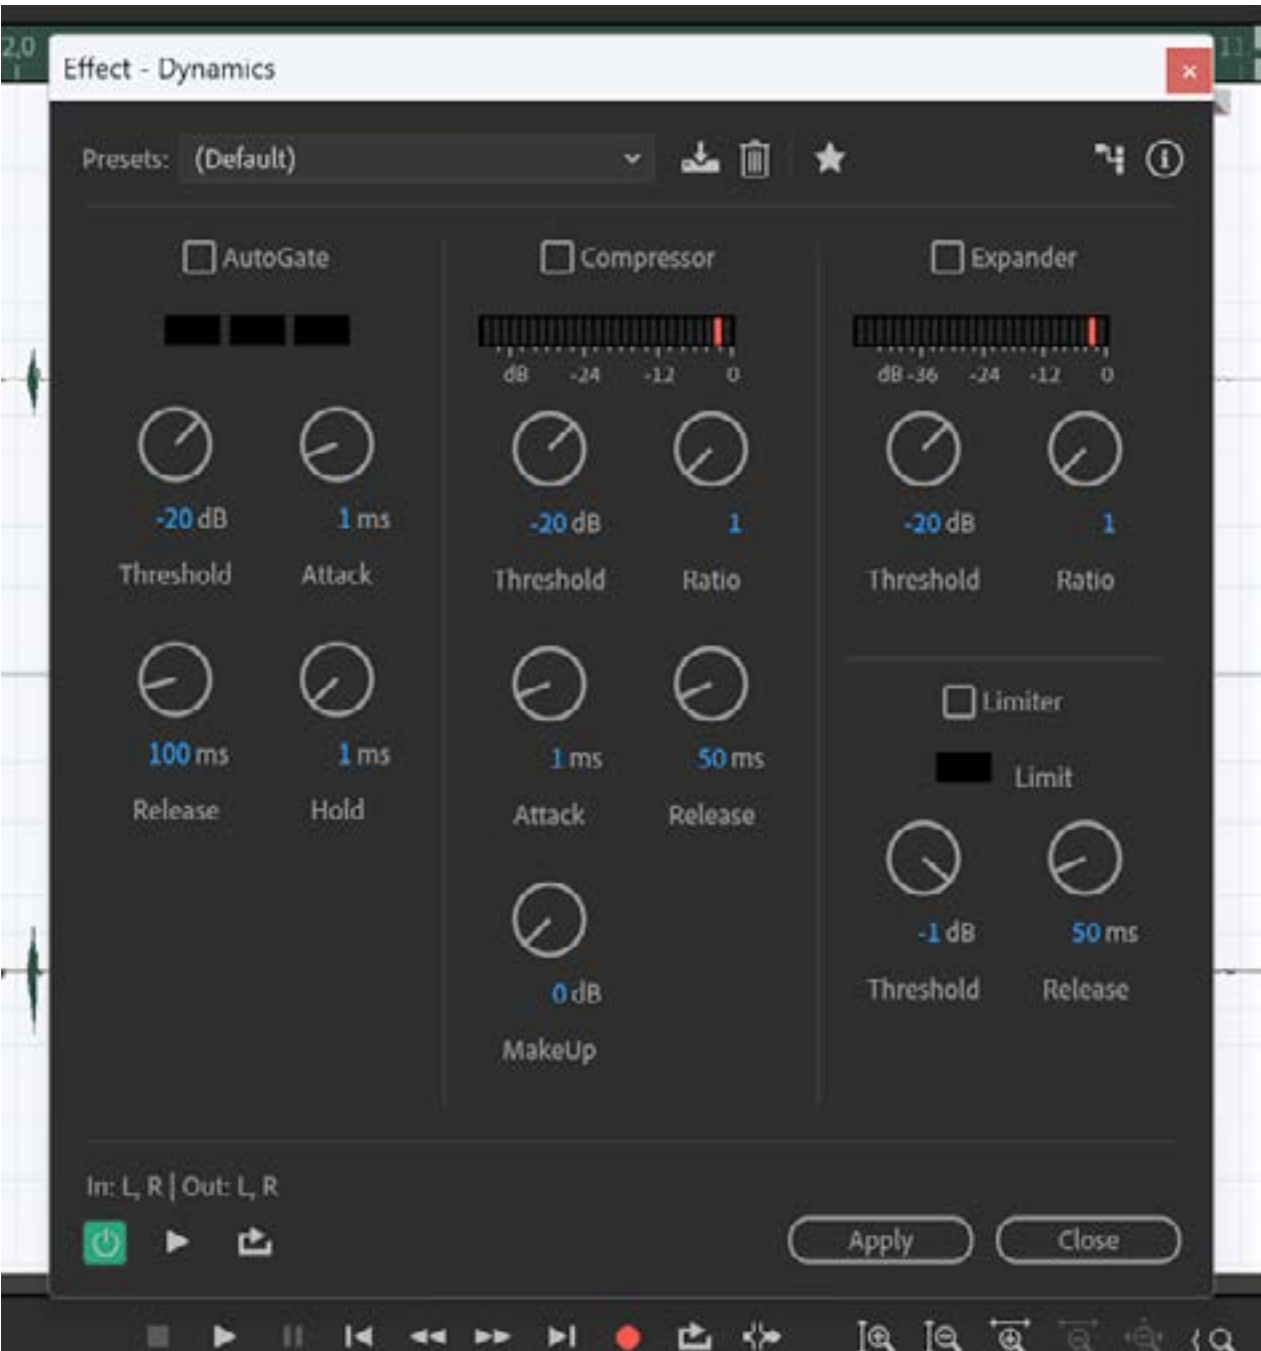 2,0
11
Effect - Dynamics
Presets: (Default)
AutoGate
-20 dB 1 ms
Threshold Attack
100 ms 1 ms
Release Hold
Compressor
dB -24 -12 0
-20 dB 1
Threshold Ratio
1 ms 50 ms
Attack Release
0 dB
MakeUp
Expander
dB -36 -24 -12 0
-20 dB 1
Threshold Ratio
Limiter
Limit
-1 dB 50 ms
Threshold Release
In: L, R | Out: L, R
Apply Close